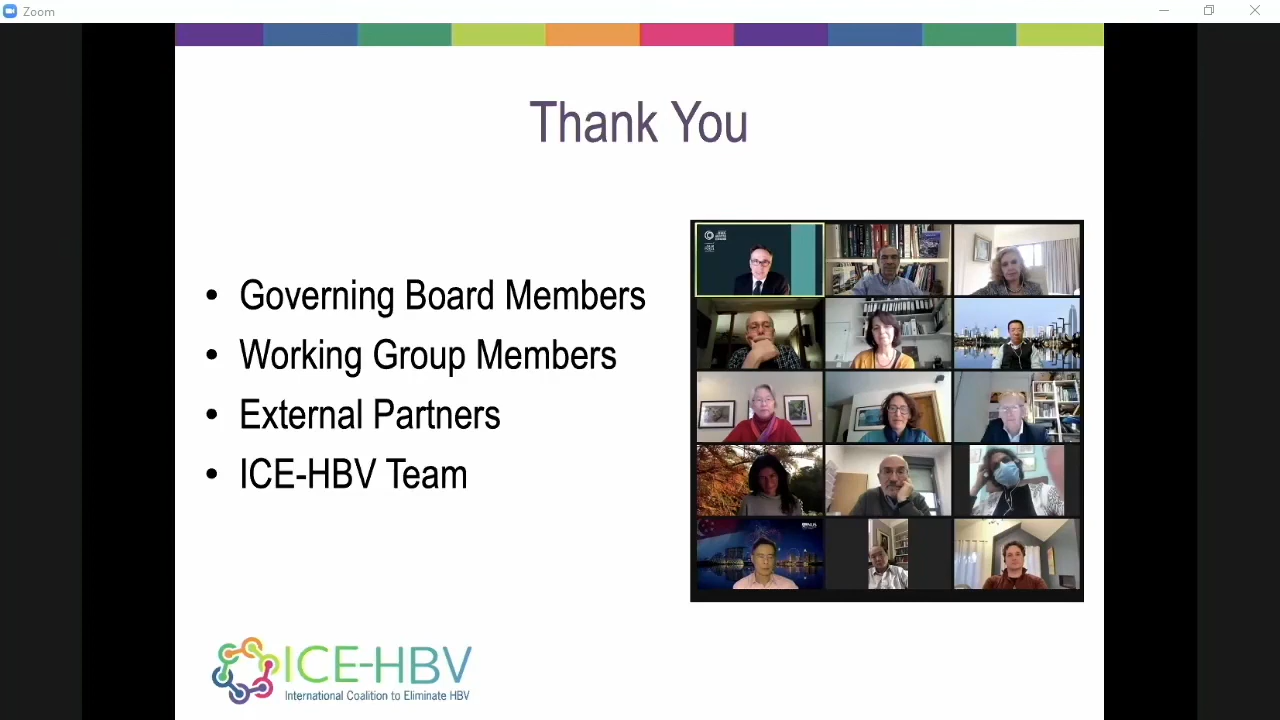 Zoom
Thank You
• Governing Board Members
• Working Group Members
• External Partners
• ICE-HBV Team
ICE-HBV
International Coalition to Eliminate HBV